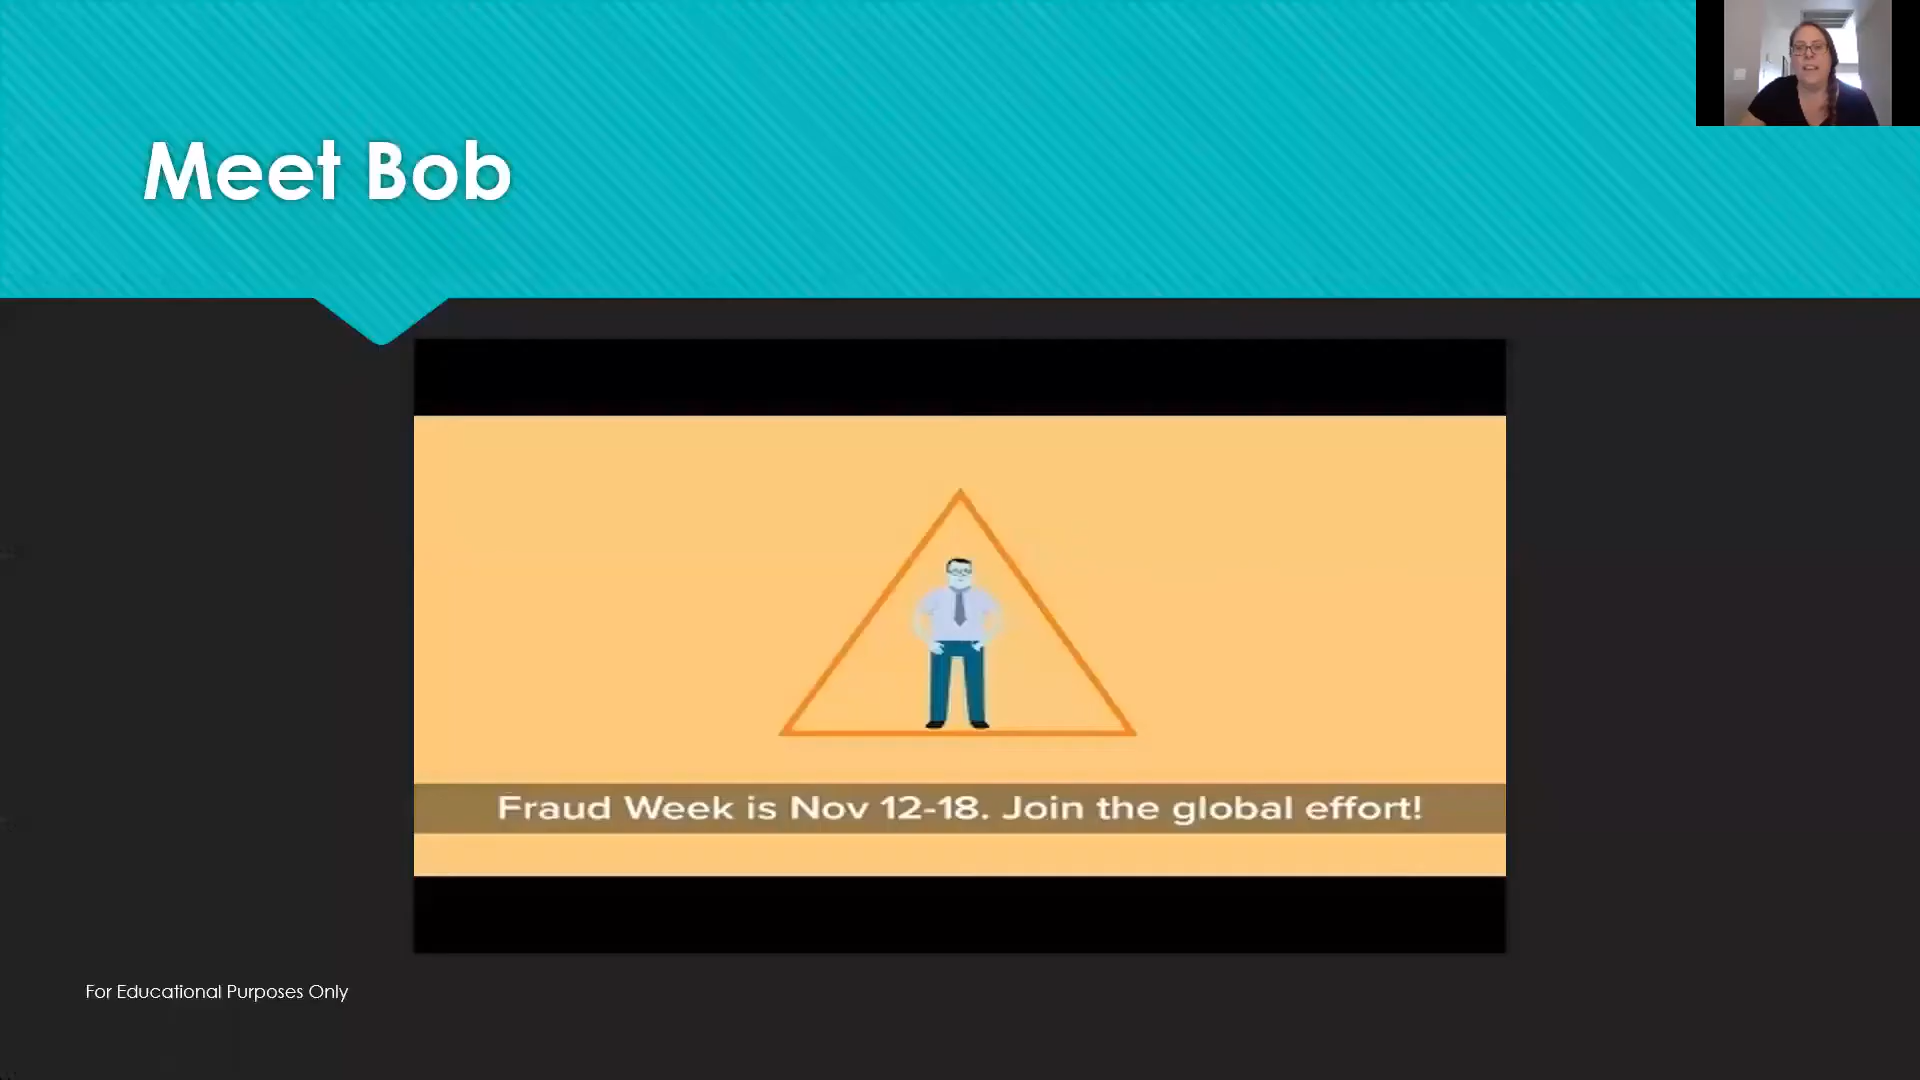 Meet Bob
Fraud Week is Nov 12-18. Join the global effort!
For Educational Purposes Only